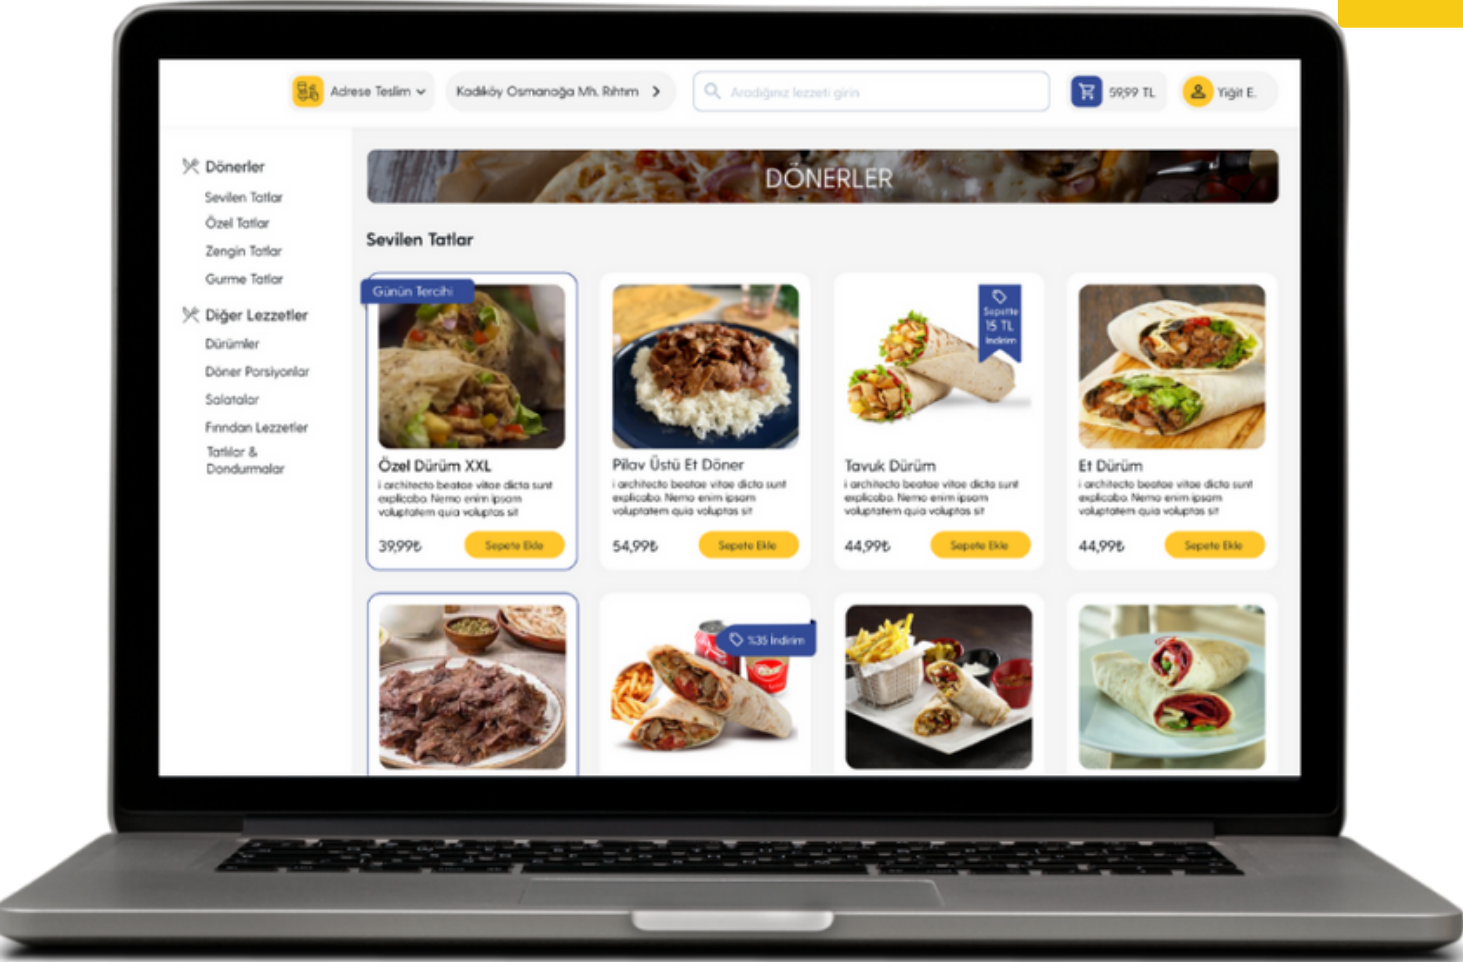 Adrese Teslim
Kadıköy Osmanağa Mh. Rıhtım
Aradığınız lezzeti girin
59,99 TL
Yiğit E.
Dönerler
Sevilen Tatlar
Özel Tatlar
Zengin Tatlar
Gurme Tatlar
Diğer Lezzetler
Dürümler
Döner Porsiyonlar
Salatalar
Fırından Lezzetler
Tatlılar &
Dondurmalar
DÖNERLER
Sevilen Tatlar
Günün Tercihi
Özel Dürüm XXL
i architecto beatae vitae dicta sunt
explicabo. Nemo enim ipsam
voluptatem quia voluptas sit
39,99₺
Sepete Ekle
Pilav Üstü Et Döner
i architecto beatae vitae dicta sunt
explicabo. Nemo enim ipsam
voluptatem quia voluptas sit
54,99₺
Sepete Ekle
Sepette
15 TL
İndirim
Tavuk Dürüm
i architecto beatae vitae dicta sunt
explicabo. Nemo enim ipsam
voluptatem quia voluptas sit
44,99₺
Sepete Ekle
Et Dürüm
i architecto beatae vitae dicta sunt
explicabo. Nemo enim ipsam
voluptatem quia voluptas sit
44,99₺
Sepete Ekle
%35 İndirim